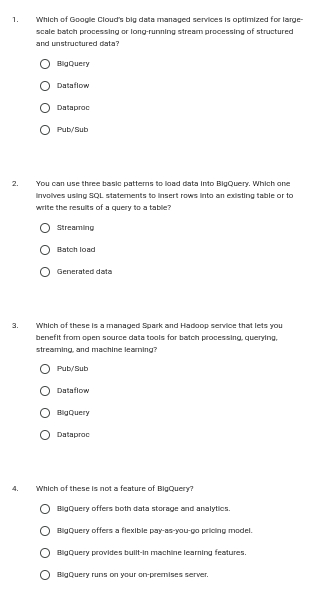 1. Which of Google Cloud's big data managed services is optimized for large-
scale batch processing or long-running stream processing of structured
and unstructured data?
BigQuery
Dataflow
Dataproc
Pub/Sub
2. You can use three basic patterns to load data into BigQuery. Which one
involves using SQL statements to insert rows into an existing table or to
write the results of a query to a table?
Streaming
Batch load
Generated data
3. Which of these is a managed Spark and Hadoop service that lets you
benefit from open source data tools for batch processing, querying,
streaming, and machine learning?
Pub/Sub
Dataflow
BigQuery
Dataproc
4. Which of these is not a feature of BigQuery?
BigQuery offers both data storage and analytics.
BigQuery offers a flexible pay-as-you-go pricing model.
BigQuery provides built-in machine learning features.
BigQuery runs on your on-premises server.